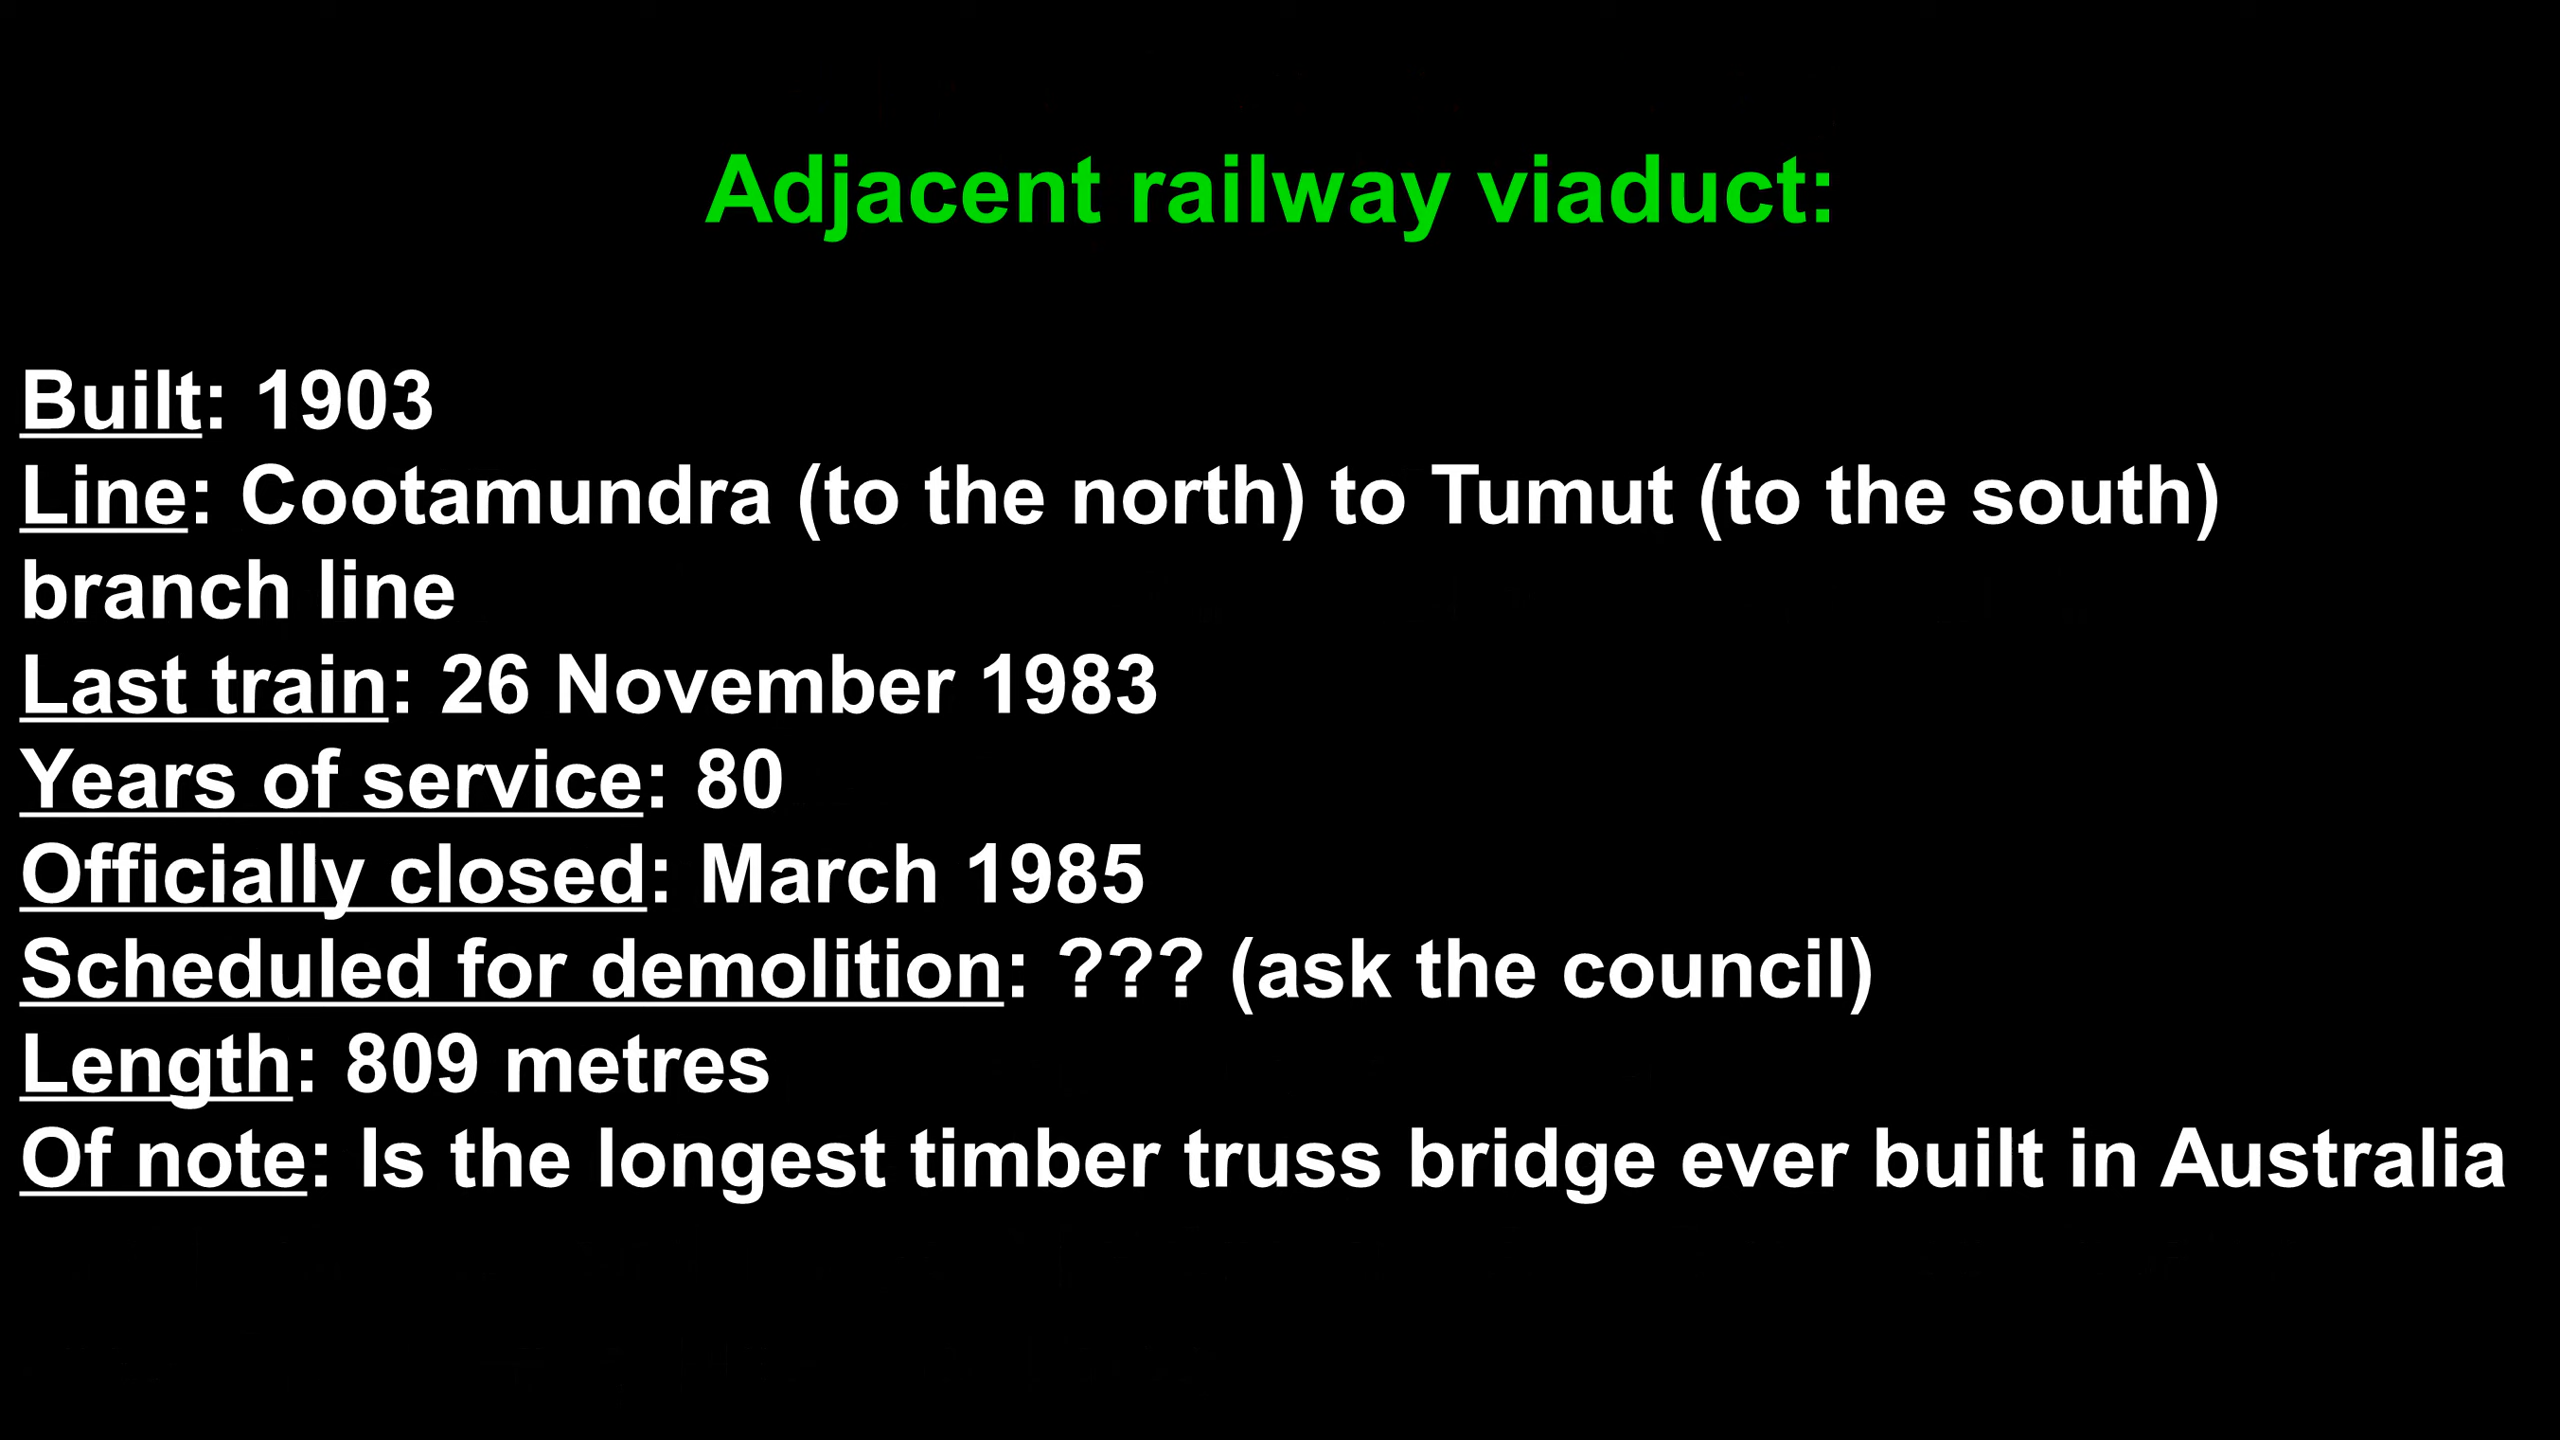 Adjacent railway viaduct:
Built: 1903
Line: Cootamundra (to the north) to Tumut (to the south)
branch line
Last train: 26 November 1983
Years of service: 80
Officially closed: March 1985
Scheduled for demolition: ??? (ask the council)
Length: 809 metres
Of note: Is the longest timber truss bridge ever built in Australia